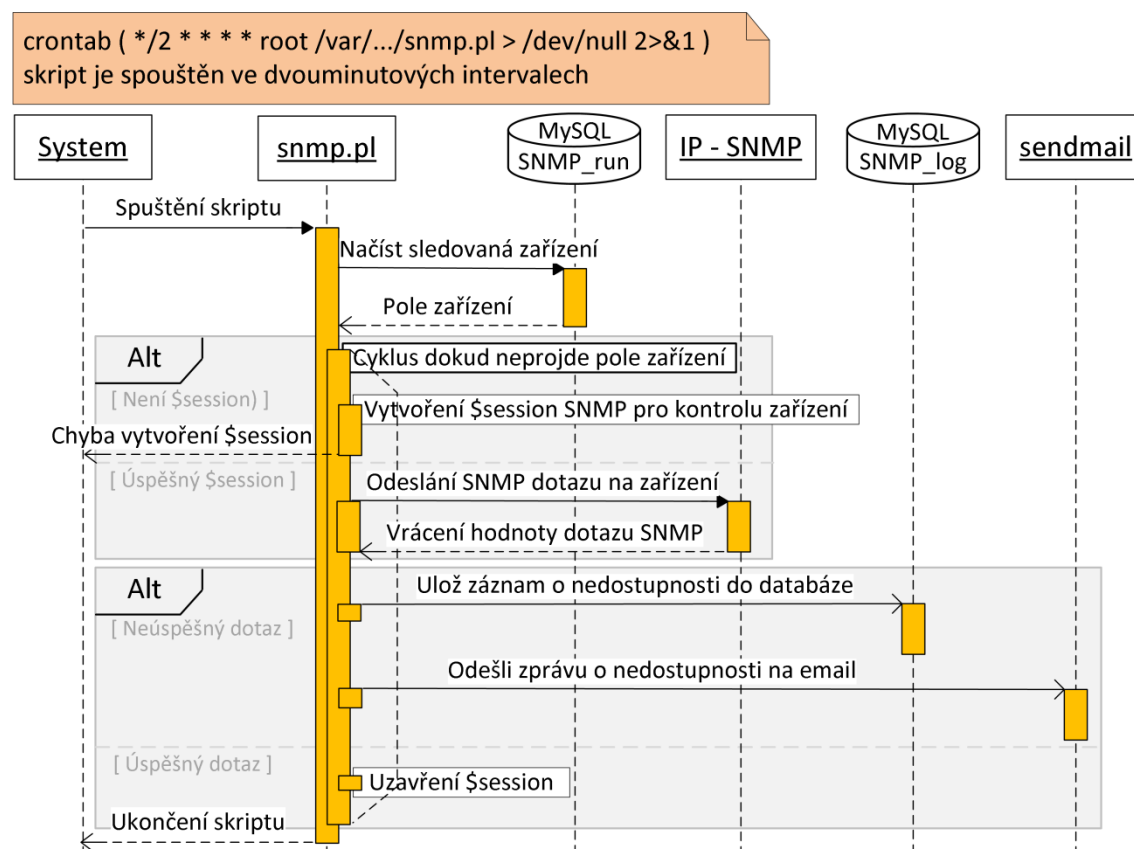 crontab ( */2 * * * * root /var/.../snmp.pl > /dev/null 2>&1 )
skript je spouštěn ve dvouminutových intervalech
System
snmp.pl
MySQL
SNMP_run
IP - SNMP
MySQL
SNMP_log
sendmail
Spuštění skriptu
Načíst sledovaná zařízení
Pole zařízení
Alt
Cyklus dokud neprojde pole zařízení
[ Není $session) ]
Vytvoření $session SNMP pro kontrolu zařízení
Chyba vytvoření $session
[ Úspěšný $session ]
Odeslání SNMP dotazu na zařízení
Vrácení hodnoty dotazu SNMP
Alt
Ulož záznam o nedostupnosti do databáze
[ Neúspěšný dotaz ]
Odešli zprávu o nedostupnosti na email
[ Úspěšný dotaz ]
Uzavření $session
Ukončení skriptu